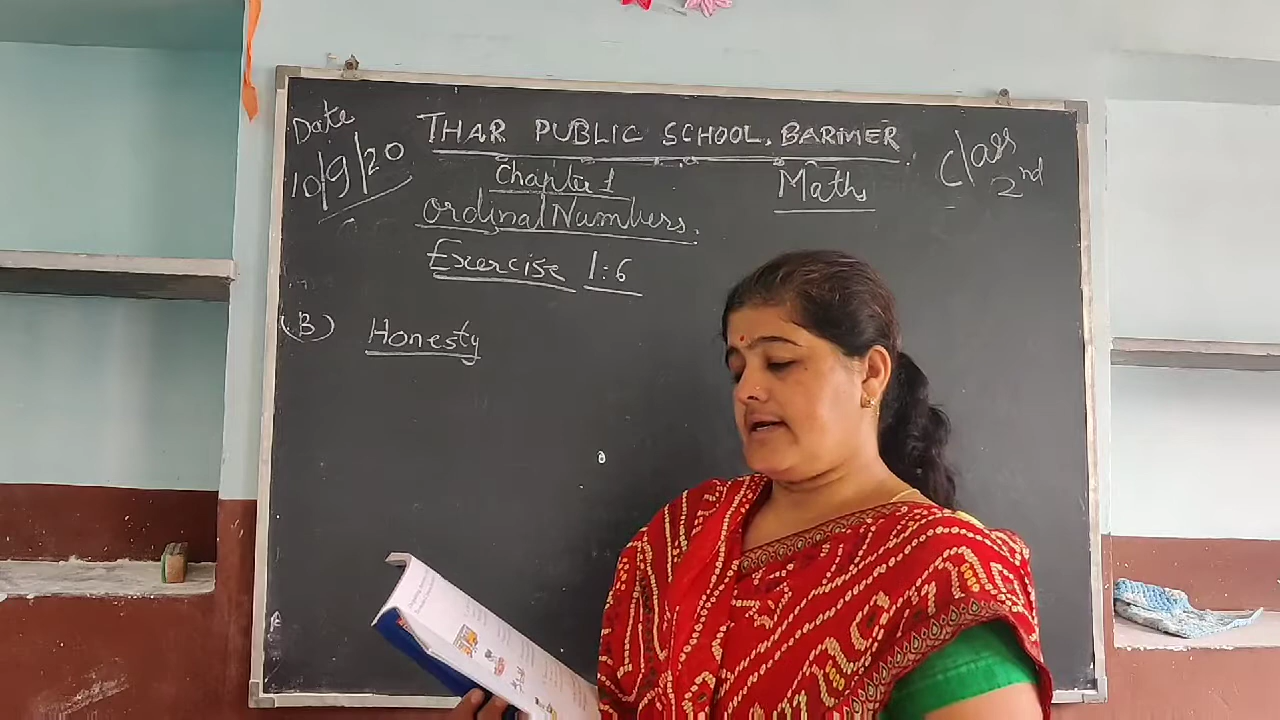 Date
10/9/20
THAR PUBLIC SCHOOL, BARMER
Class
2nd
Chapter 1
Maths
Ordinal Numbers.
Exercise 1:6
(B) Honesty